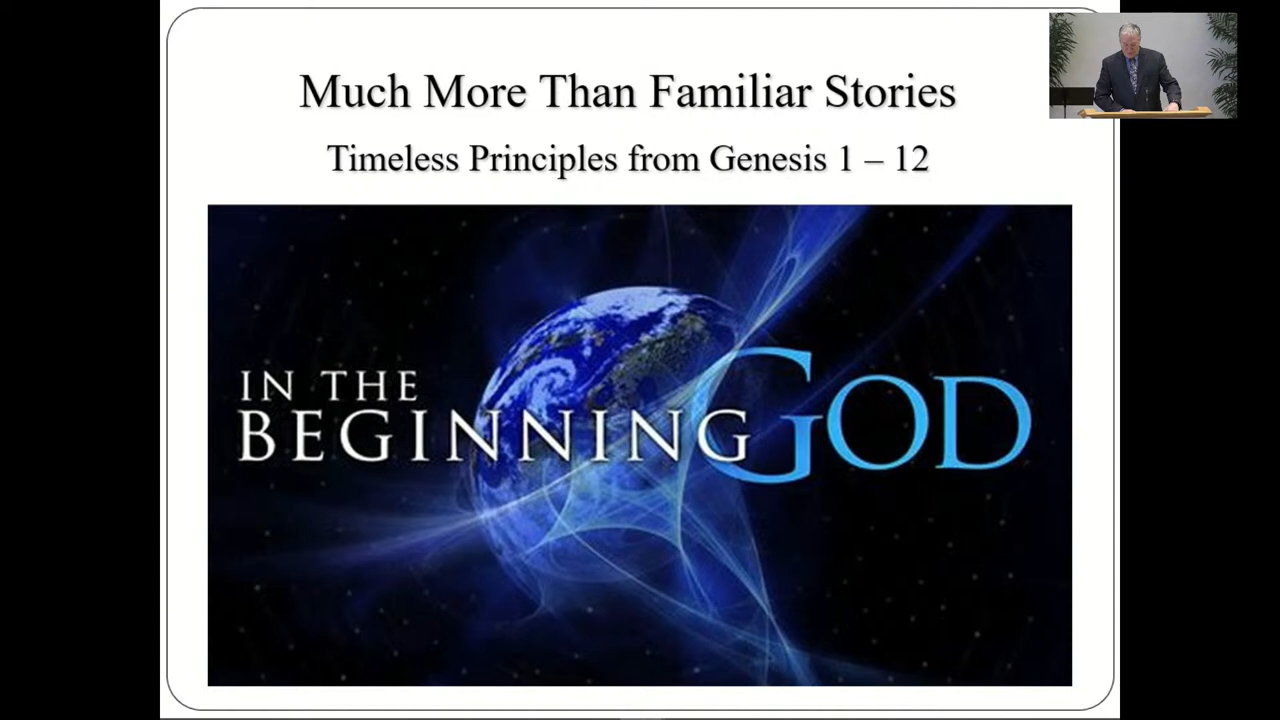 Much More Than Familiar Stories
Timeless Principles from Genesis 1 – 12
IN THE
BEGINNING GOD